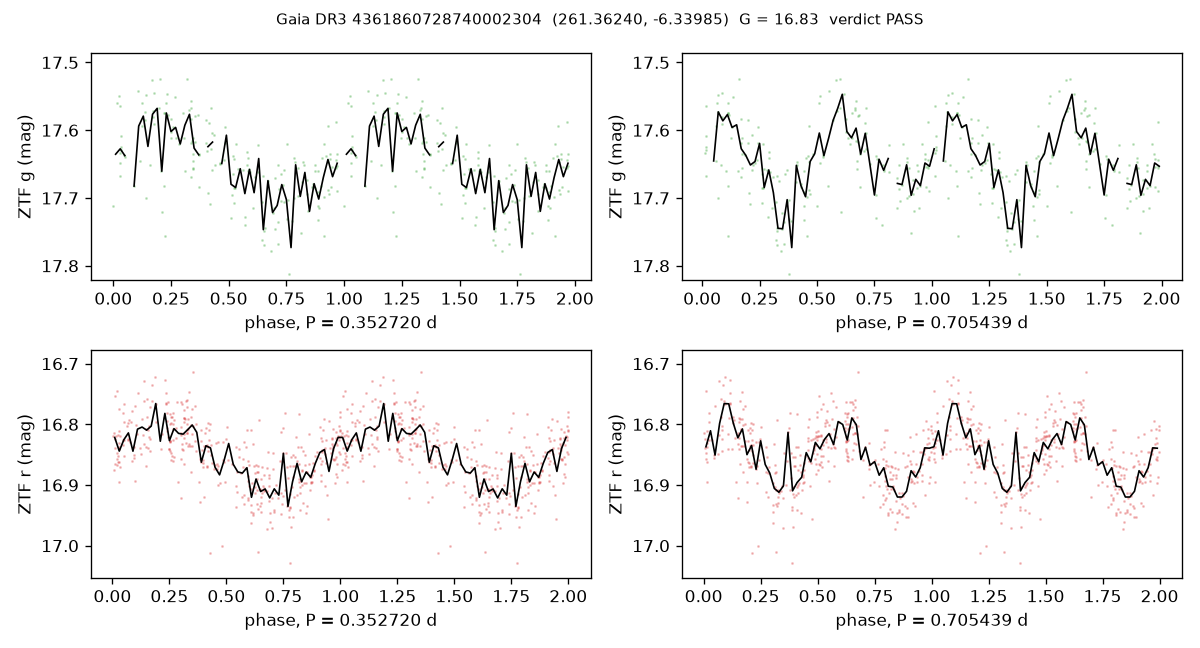 Gaia DR3 4361860728740002304 (261.36240, -6.33985) G = 16.83 verdict PASS
ZTF g (mag)
17.5
17.6
17.7
17.8
0.00 0.25 0.50 0.75 1.00 1.25 1.50 1.75 2.00
phase, P = 0.352720 d
ZTF g (mag)
17.5
17.6
17.7
17.8
0.00 0.25 0.50 0.75 1.00 1.25 1.50 1.75 2.00
phase, P = 0.705439 d
ZTF r (mag)
16.7
16.8
16.9
17.0
0.00 0.25 0.50 0.75 1.00 1.25 1.50 1.75 2.00
phase, P = 0.352720 d
ZTF r (mag)
16.7
16.8
16.9
17.0
0.00 0.25 0.50 0.75 1.00 1.25 1.50 1.75 2.00
phase, P = 0.705439 d